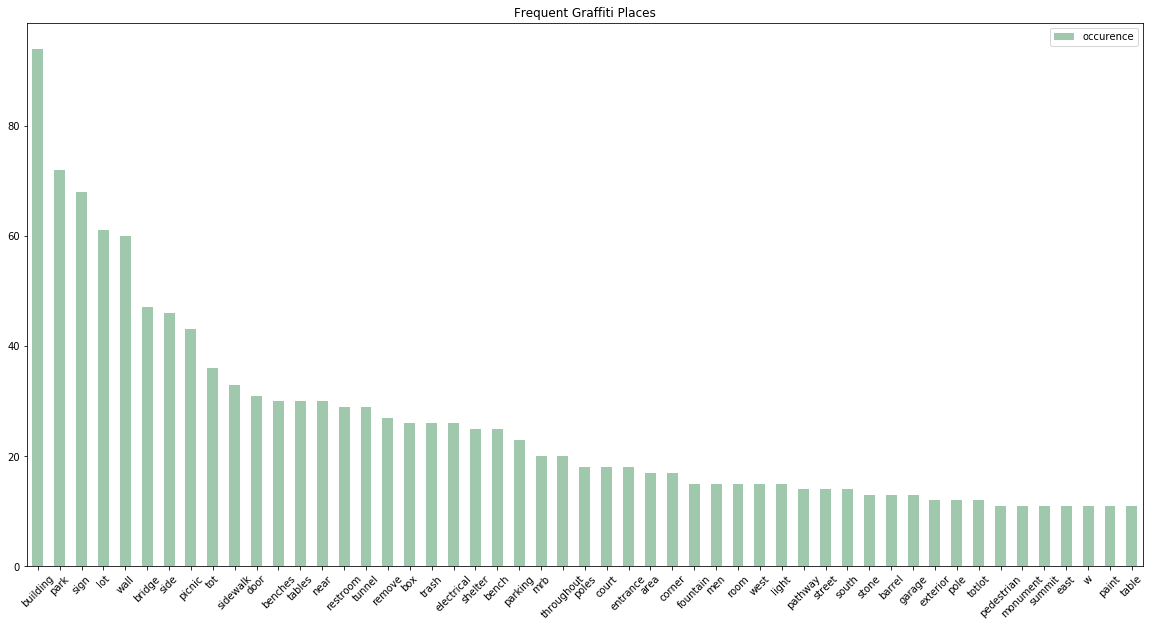 Frequent Graffiti Places
occurence
80
60
40
20
0
building
park
sign
lot
wall
bridge
side
picnic
tot
sidewalk
door
benches
tables
near
restroom
tunnel
remove
box
trash
electrical
shelter
bench
parking
mrb
throughout
poles
court
entrance
area
corner
fountain
men
room
west
light
pathway
street
south
stone
barrel
garage
exterior
pole
totlot
pedestrian
monument
summit
east
w
paint
table